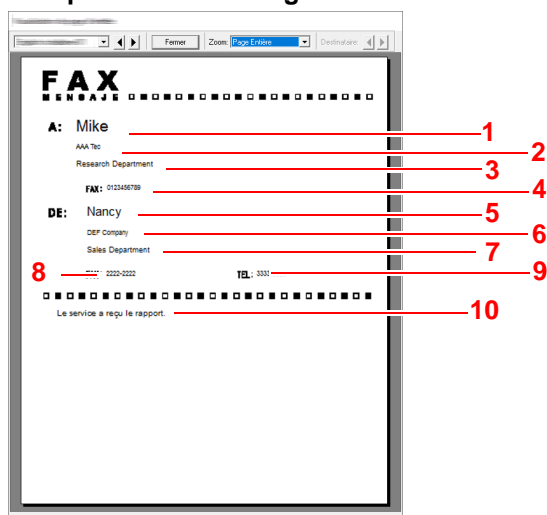 Fermer Zoom: Page Entière Destinataire:
FAX
MENSAJE
A: Mike 1
AAA Tec 2
Research Department 3
FAX: 0123456789 4
DE: Nancy 5
DEF Company 6
Sales Department 7
8 2222-2222 TEL: 3333 9
Le service a reçu le rapport. 10